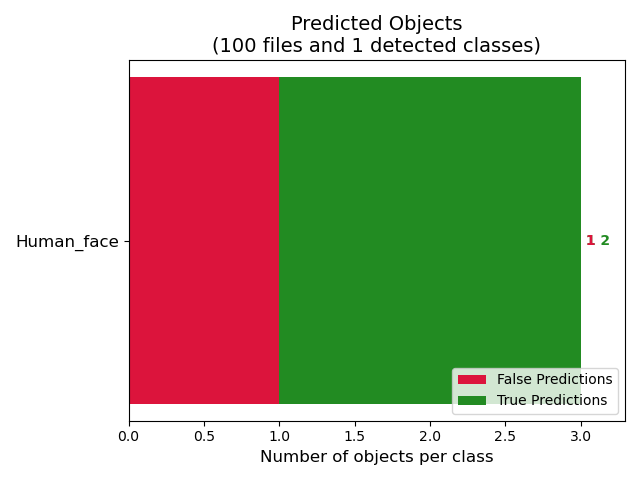 Predicted Objects
(100 files and 1 detected classes)
Human_face
1 2
False Predictions
True Predictions
0.0 0.5 1.0 1.5 2.0 2.5 3.0
Number of objects per class